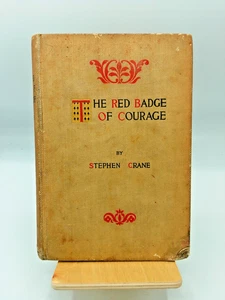 THE RED BADGE
OF COURAGE
BY
STEPHEN CRANE